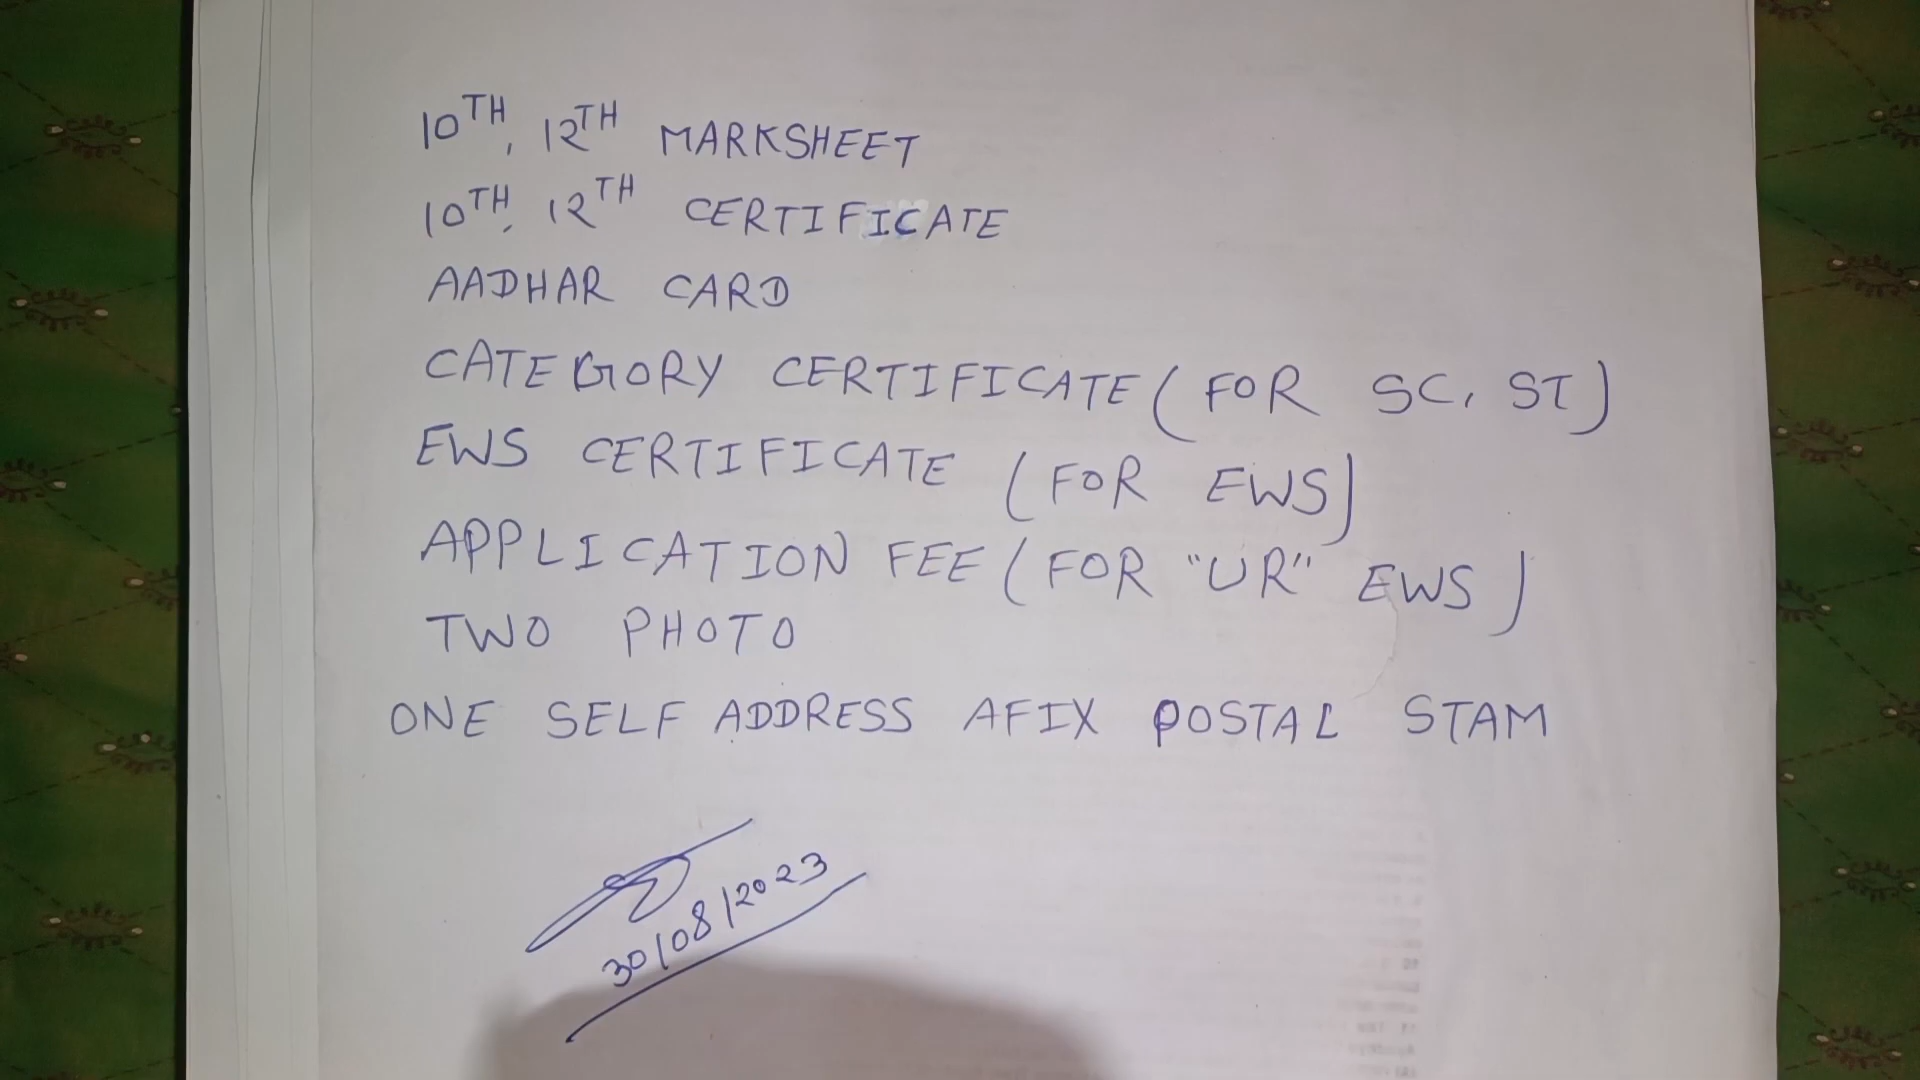 10TH, 12TH MARKSHEET
10TH, 12TH CERTIFICATE
AADHAR CARD
CATEGORY CERTIFICATE (FOR SC, ST)
EWS CERTIFICATE (FOR EWS)
APPLICATION FEE (FOR "UR" EWS)
TWO PHOTO
ONE SELF ADDRESS AFIX POSTAL STAM
30/08/2023